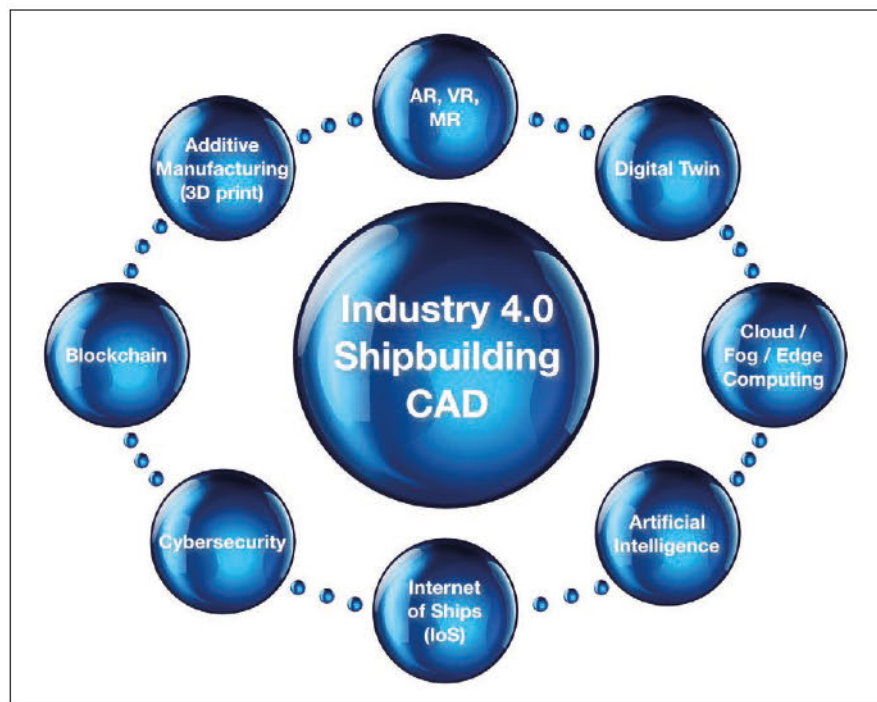 AR, VR,
MR
Additive
Manufacturing
(3D print)
Digital Twin
Industry 4.0
Shipbuilding
CAD
Blockchain
Cloud /
Fog / Edge
Computing
Cybersecurity
Artificial
Intelligence
Internet
of Ships
(IoS)